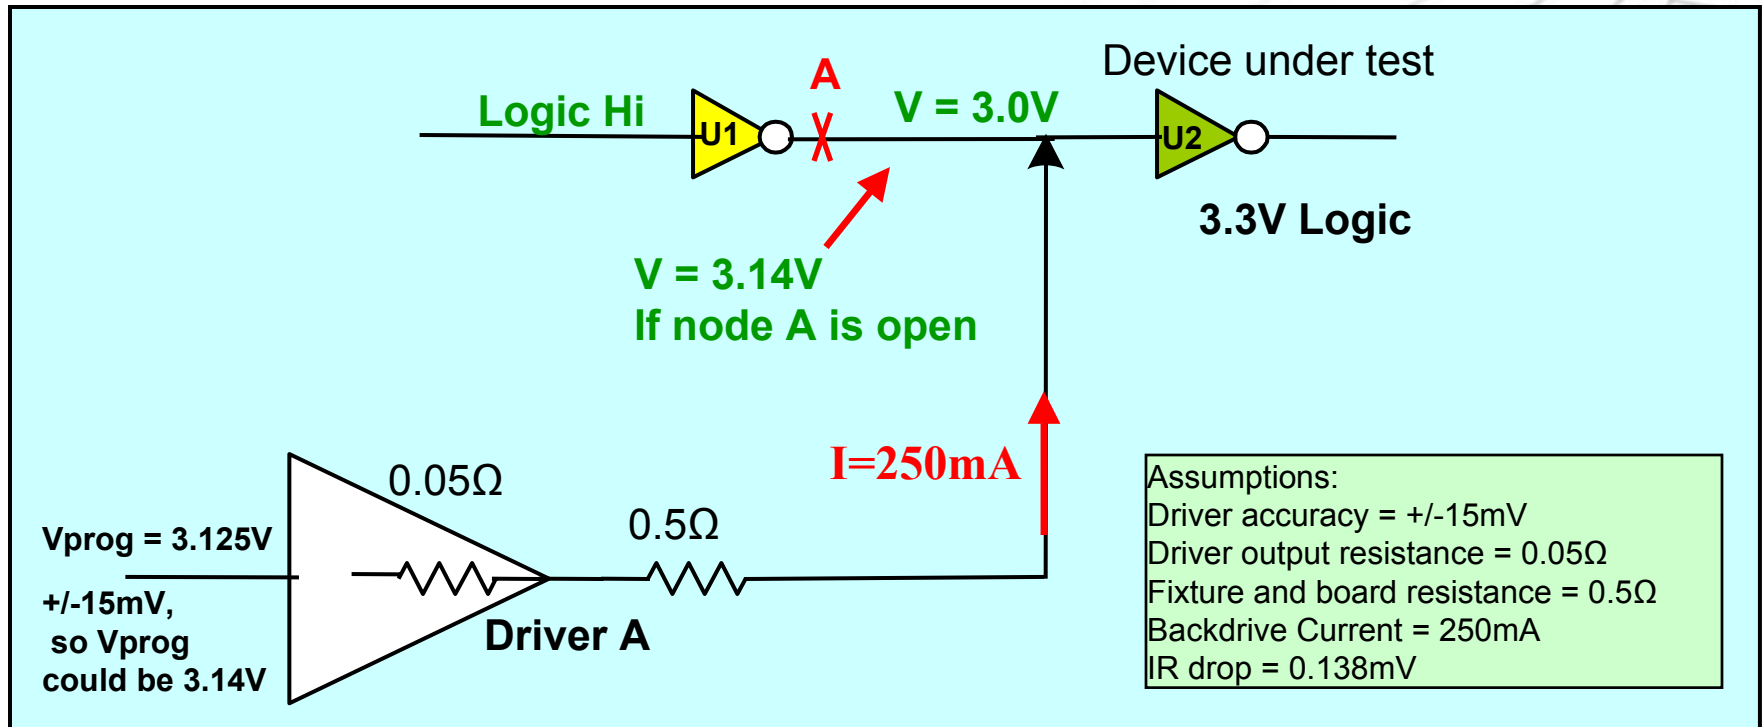 Device under test
A
Logic Hi
V = 3.0V
U1
U2
3.3V Logic
V = 3.14V
If node A is open
I=250mA
0.05Ω
0.5Ω
Vprog = 3.125V
+/-15mV,
so Vprog
could be 3.14V
Driver A
Assumptions:
Driver accuracy = +/-15mV
Driver output resistance = 0.05Ω
Fixture and board resistance = 0.5Ω
Backdrive Current = 250mA
IR drop = 0.138mV